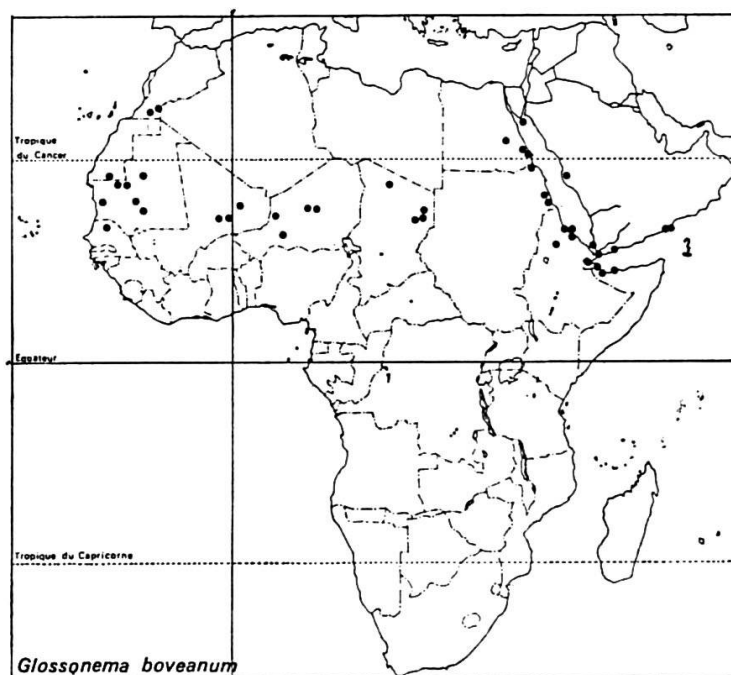 Tropique
du Cancer
Equateur
Tropique du Capricorne
Glossonema boveanum